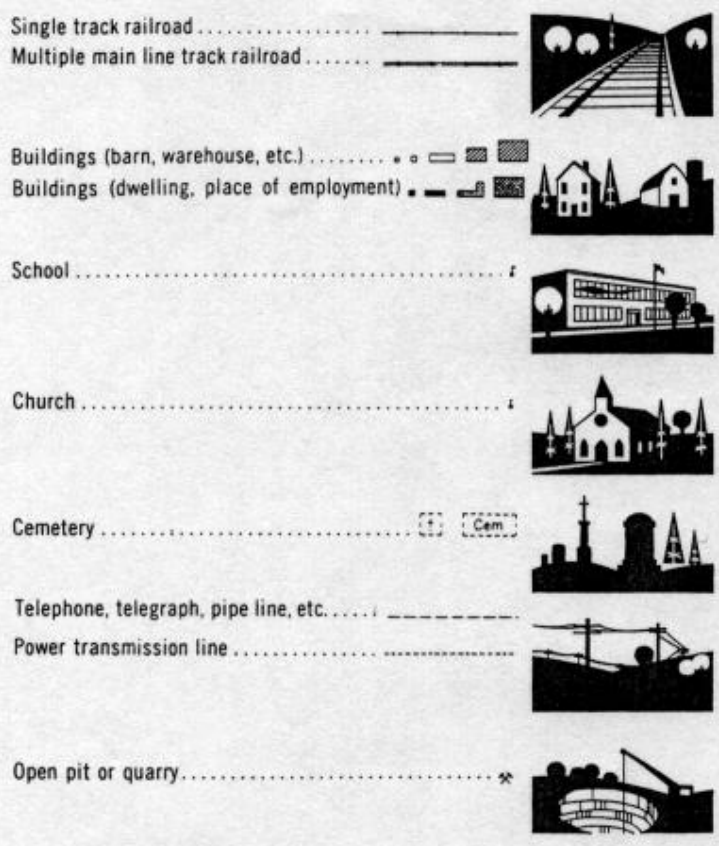 Single track railroad
Multiple main line track railroad
Buildings (barn, warehouse, etc.)
Buildings (dwelling, place of employment)
School
Church
Cemetery Cem
Telephone, telegraph, pipe line, etc.
Power transmission line
Open pit or quarry